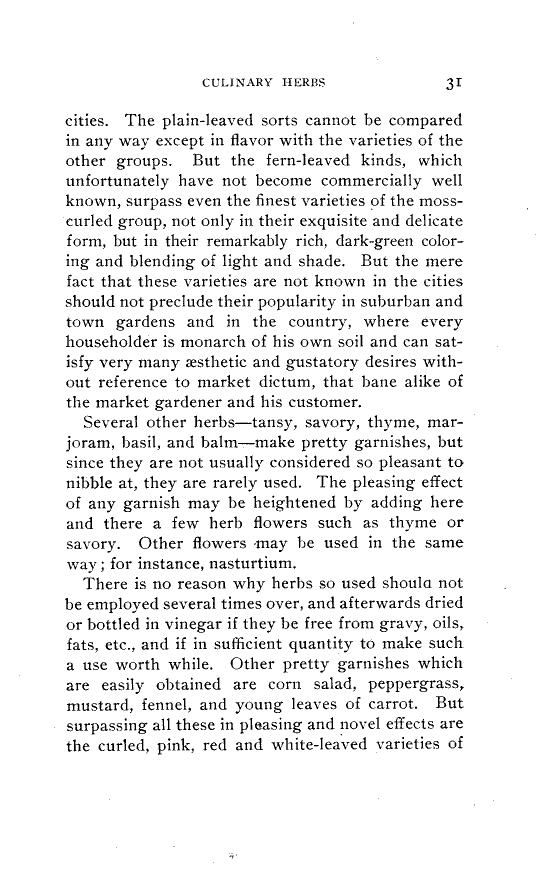 CULINARY HERBS 31
cities. The plain-leaved sorts cannot be compared
in any way except in flavor with the varieties of the
other groups. But the fern-leaved kinds, which
unfortunately have not become commercially well
known, surpass even the finest varieties of the moss-
curled group, not only in their exquisite and delicate
form, but in their remarkably rich, dark-green color-
ing and blending of light and shade. But the mere
fact that these varieties are not known in the cities
should not preclude their popularity in suburban and
town gardens and in the country, where every
householder is monarch of his own soil and can sat-
isfy very many æsthetic and gustatory desires with-
out reference to market dictum, that bane alike of
the market gardener and his customer.
Several other herbs—tansy, savory, thyme, mar-
joram, basil, and balm—make pretty garnishes, but
since they are not usually considered so pleasant to
nibble at, they are rarely used. The pleasing effect
of any garnish may be heightened by adding here
and there a few herb flowers such as thyme or
savory. Other flowers may be used in the same
way; for instance, nasturtium.
There is no reason why herbs so used should not
be employed several times over, and afterwards dried
or bottled in vinegar if they be free from gravy, oils,
fats, etc., and if in sufficient quantity to make such
a use worth while. Other pretty garnishes which
are easily obtained are corn salad, peppergrass,
mustard, fennel, and young leaves of carrot. But
surpassing all these in pleasing and novel effects are
the curled, pink, red and white-leaved varieties of